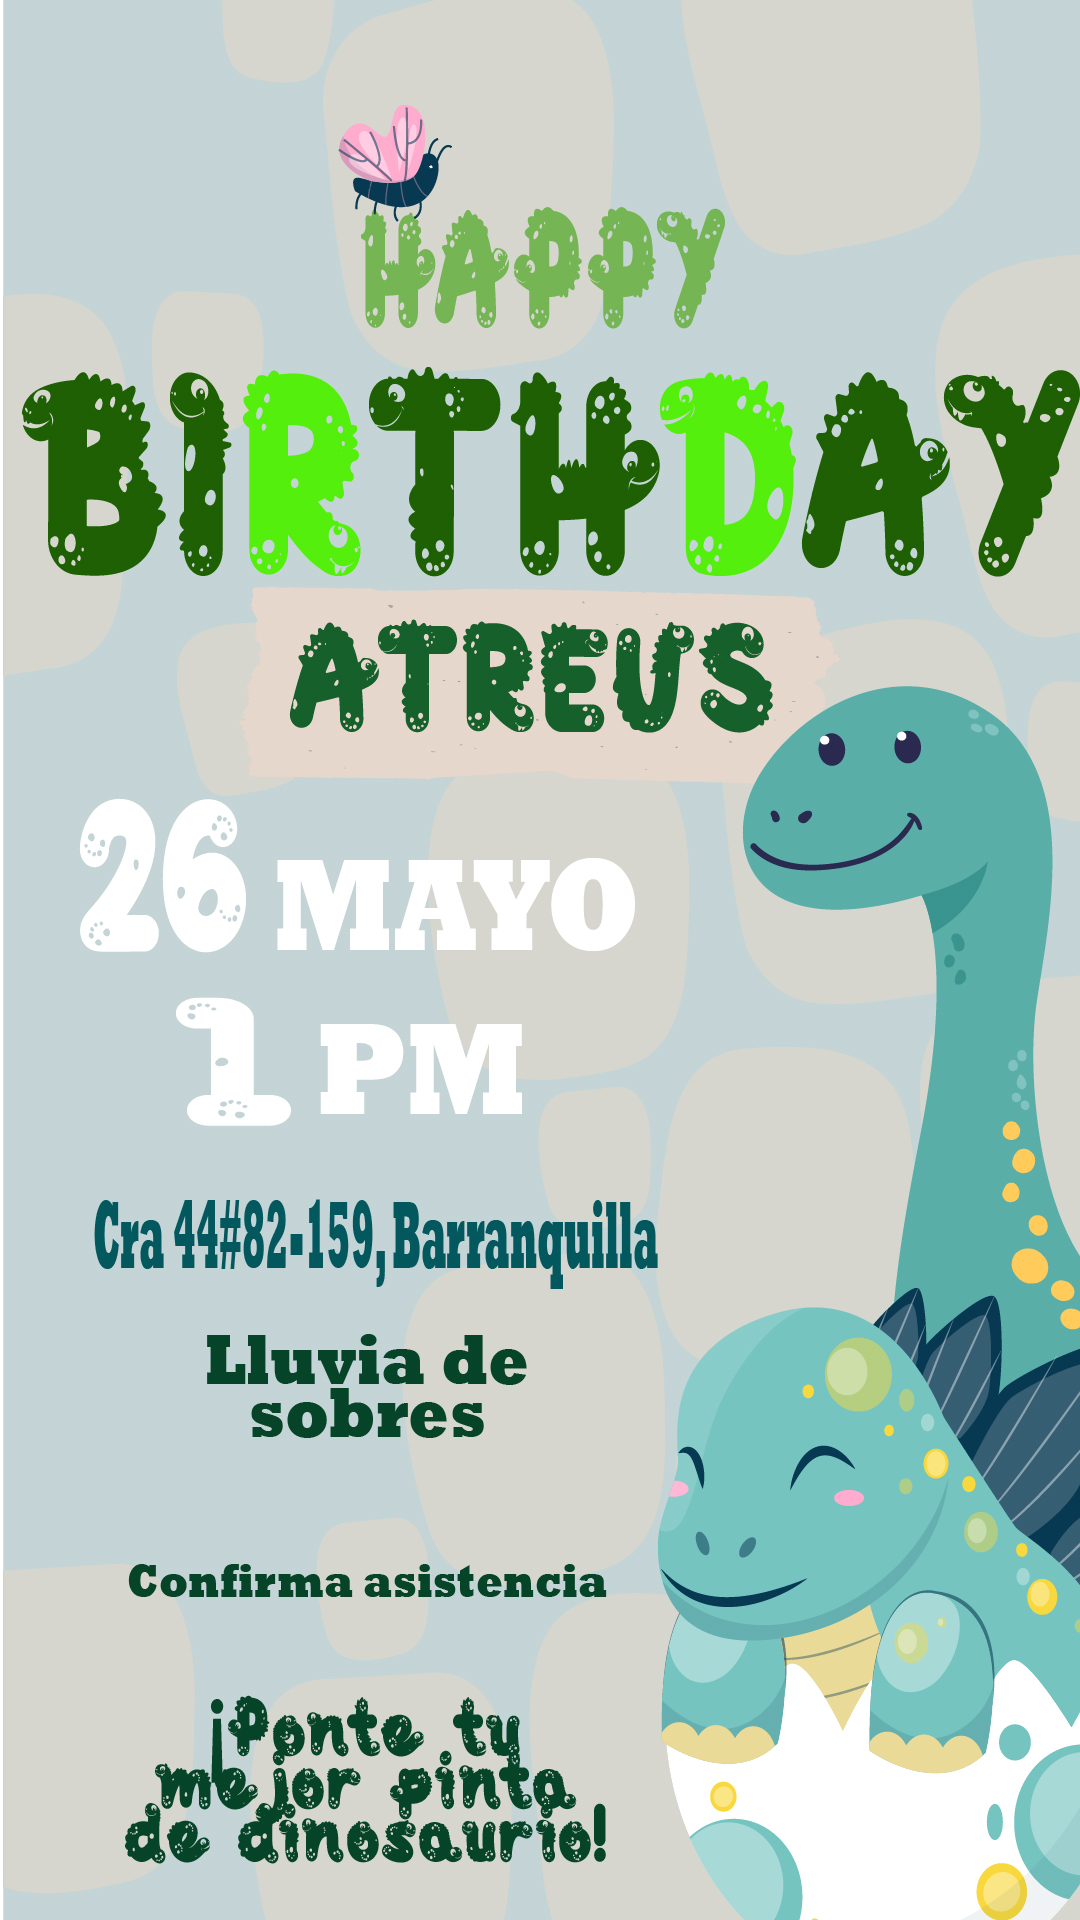 HAPPY
BIRTHDAY
ATREUS
26 MAYO
1 PM
Cra 44#82-159, Barranquilla
Lluvia de
sobres
Confirma asistencia
¡Ponte tu
mejor pinta
de dinosaurio!